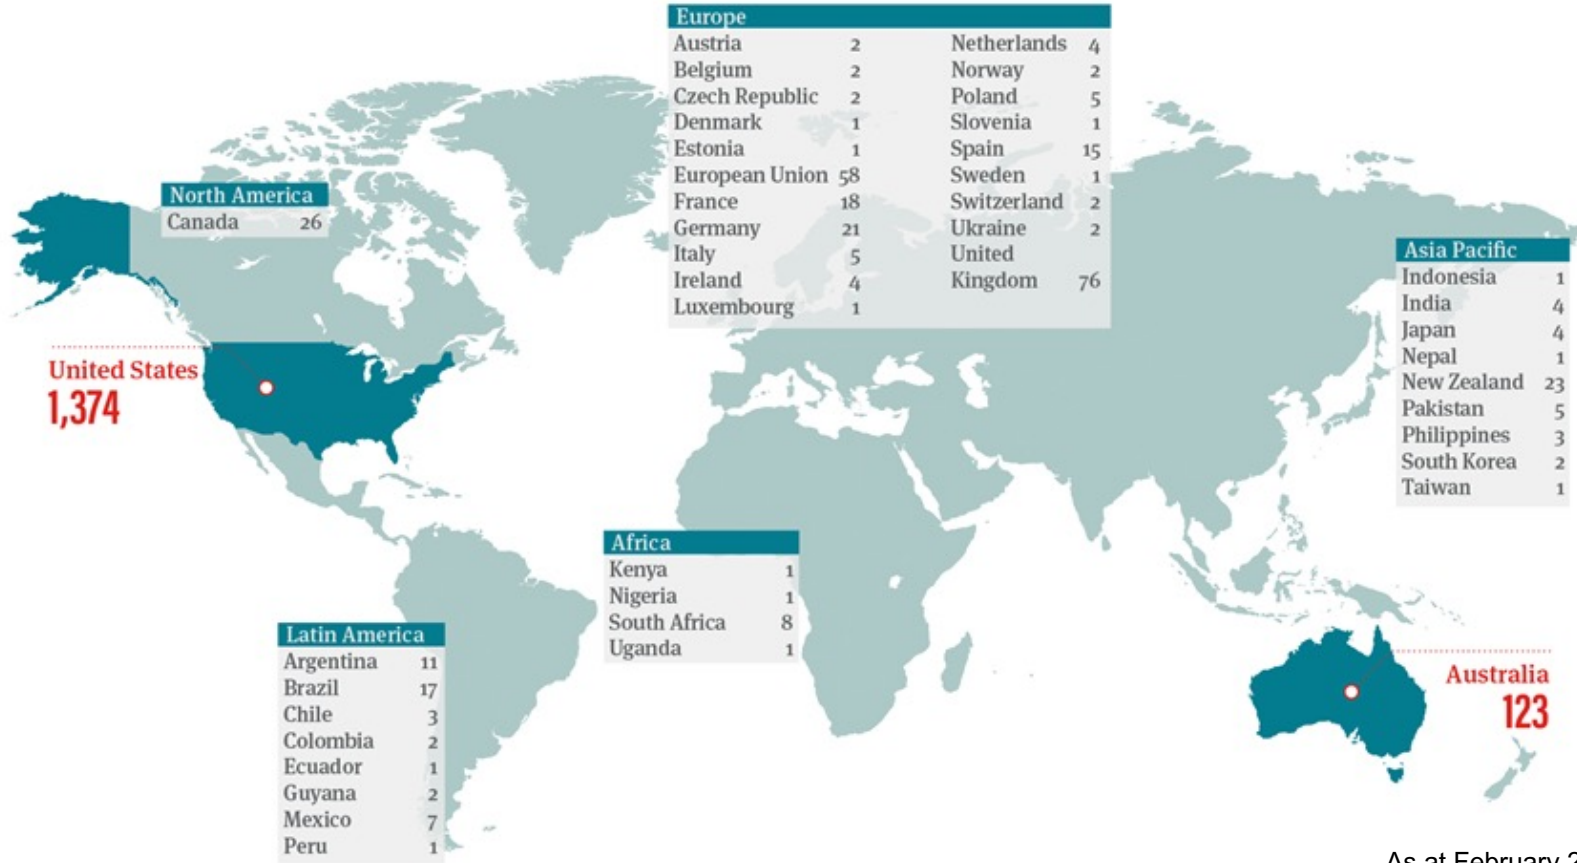 Europe
Austria 2
Belgium 2
Czech Republic 2
Denmark 1
Estonia 1
European Union 58
France 18
Germany 21
Italy 5
Ireland 4
Luxembourg 1
Netherlands 4
Norway 2
Poland 5
Slovenia 1
Spain 15
Sweden 1
Switzerland 2
Ukraine 2
United
Kingdom 76
North America
Canada 26
United States
1,374
Asia Pacific
Indonesia 1
India 4
Japan 4
Nepal 1
New Zealand 23
Pakistan 5
Philippines 3
South Korea 2
Taiwan 1
Africa
Kenya 1
Nigeria 1
South Africa 8
Uganda 1
Latin America
Argentina 11
Brazil 17
Chile 3
Colombia 2
Ecuador 1
Guyana 2
Mexico 7
Peru 1
Australia
123
As at February